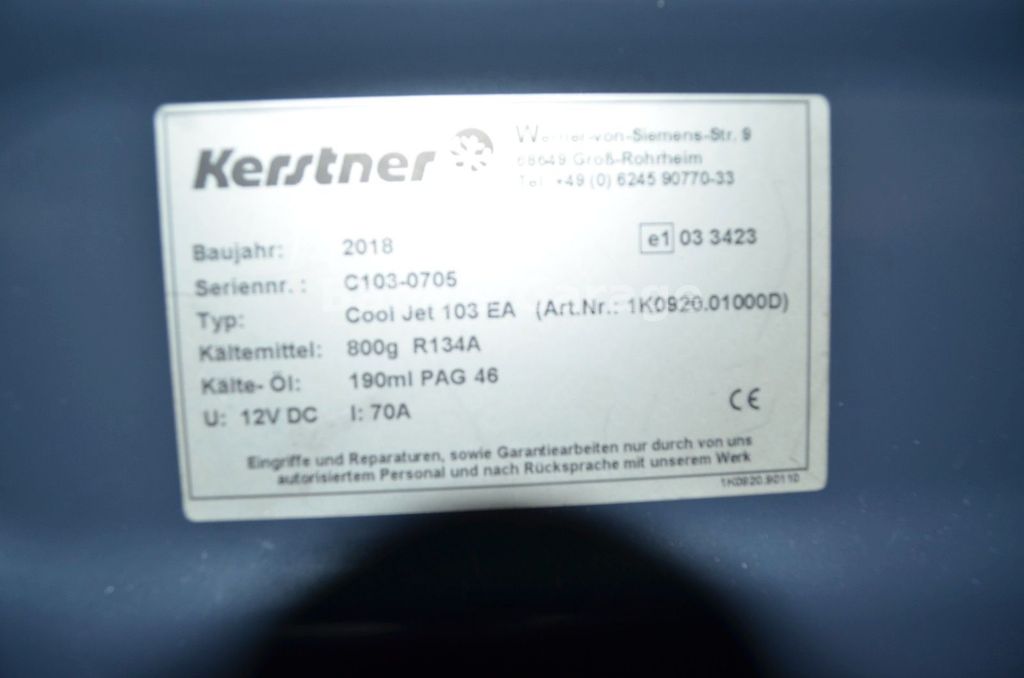 Kerstner
Werner-von-Siemens-Str. 9
68649 Groß-Rohrheim
Tel. +49 (0) 6245 90770-33
e1 03 3423
Baujahr: 2018
Seriennr. : C103-0705
Typ: Cool Jet 103 EA (Art.Nr.: 1K0920.01000D)
Kältemittel: 800g R134A
Kälte- Öl: 190ml PAG 46
U: 12V DC I: 70A
CE
Eingriffe und Reparaturen, sowie Garantiearbeiten nur durch von uns
autorisiertem Personal und nach Rücksprache mit unserem Werk
1K0820.90110